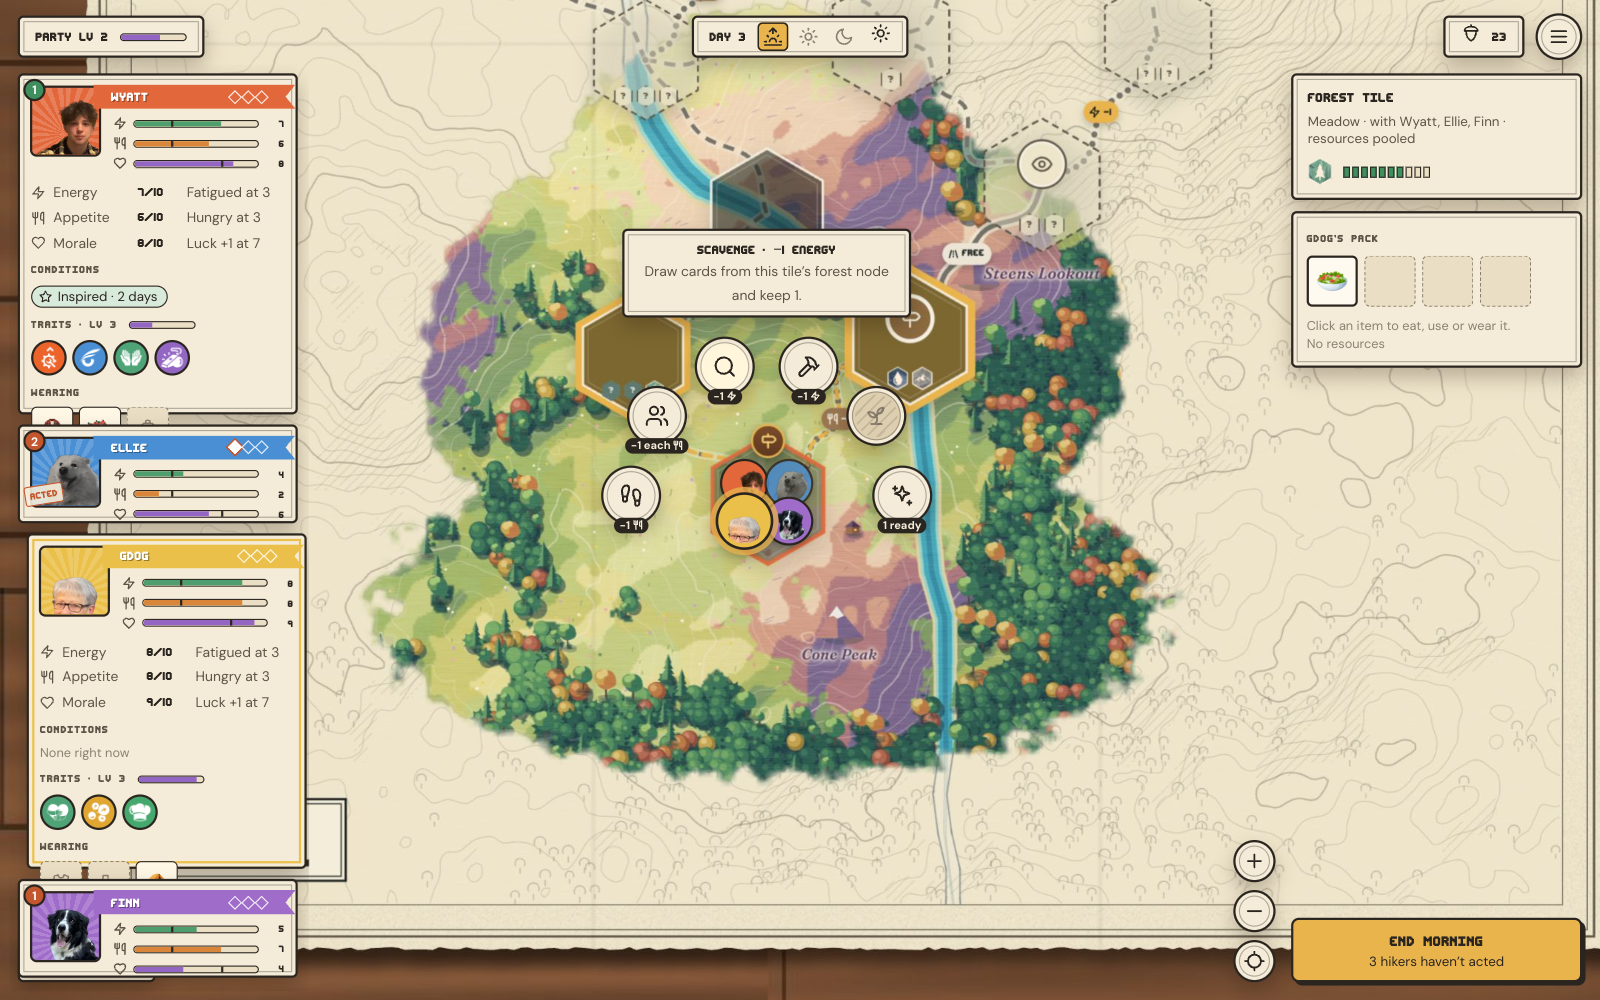 PARTY LV 2
DAY 3
23
1
WYATT
7
6
8
Energy 7/10 Fatigued at 3
Appetite 6/10 Hungry at 3
Morale 8/10 Luck +1 at 7
CONDITIONS
Inspired · 2 days
TRAITS · LV 3
WEARING
2
ELLIE
ACTED
4
2
6
GDOG
8
8
9
Energy 8/10 Fatigued at 3
Appetite 8/10 Hungry at 3
Morale 9/10 Luck +1 at 7
CONDITIONS
None right now
TRAITS · LV 3
WEARING
1
FINN
5
7
4
? ? ?
?
? ?
-1
? ?
FREE
Steens Lookout
SCAVENGE · −1 ENERGY
Draw cards from this tile's forest node
and keep 1.
? ?
-1
-1
-1 each
-1
1 ready
Cone Peak
FOREST TILE
Meadow · with Wyatt, Ellie, Finn ·
resources pooled
GDOG'S PACK
Click an item to eat, use or wear it.
No resources
END MORNING
3 hikers haven't acted